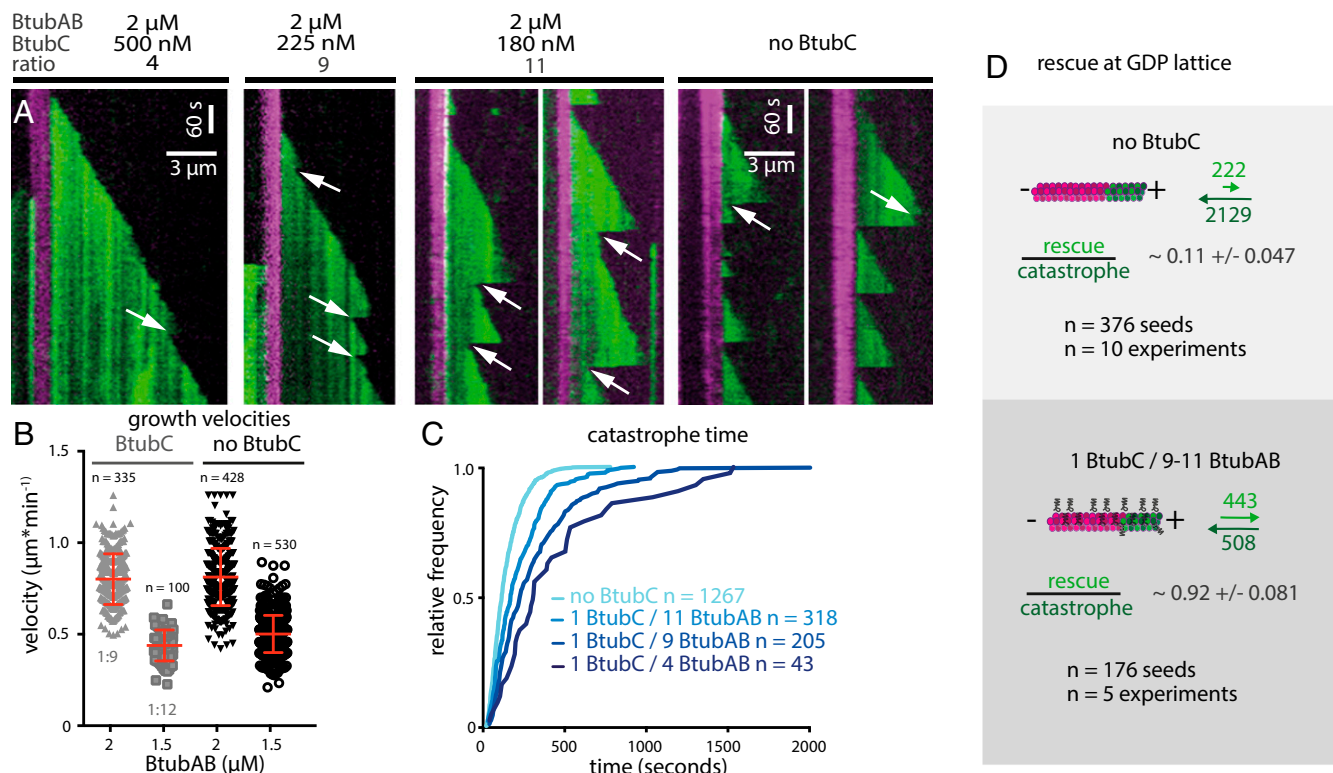 BtubAB 2 µM 2 µM 2 µM
BtubC 500 nM 225 nM 180 nM no BtubC
ratio 4 9 11
A
60 s
3 µm
60 s
3 µm
B
growth velocities
BtubC no BtubC
velocity (µm*min⁻¹)
1.5
1.0
0.5
0
n = 335
n = 100
n = 428
n = 530
1:9
1:12
2 1.5 2 1.5
BtubAB (µM)
C
catastrophe time
relative frequency
1.0
0.5
0
no BtubC n = 1267
1 BtubC / 11 BtubAB n = 318
1 BtubC / 9 BtubAB n = 205
1 BtubC / 4 BtubAB n = 43
0 500 1000 1500 2000
time (seconds)
D rescue at GDP lattice
no BtubC
- + 222
2129
rescue
catastrophe
~ 0.11 +/- 0.047
n = 376 seeds
n = 10 experiments
1 BtubC / 9-11 BtubAB
- + 443
508
rescue
catastrophe
~ 0.92 +/- 0.081
n = 176 seeds
n = 5 experiments